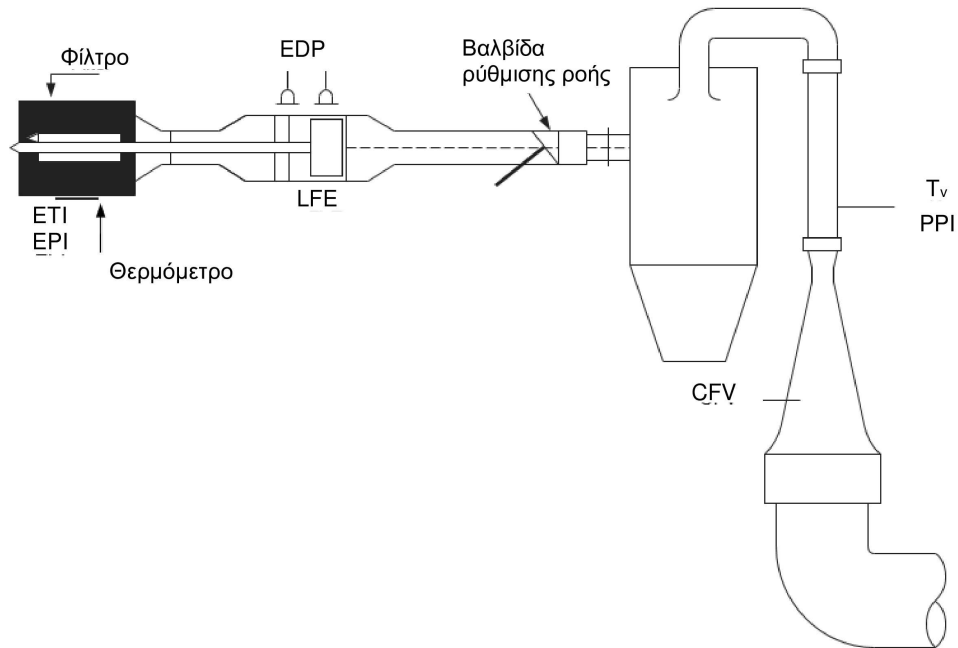 Φίλτρο
EDP
Βαλβίδα
ρύθμισης ροής
LFE
ETI
EPI
Θερμόμετρο
Tv
PPI
CFV